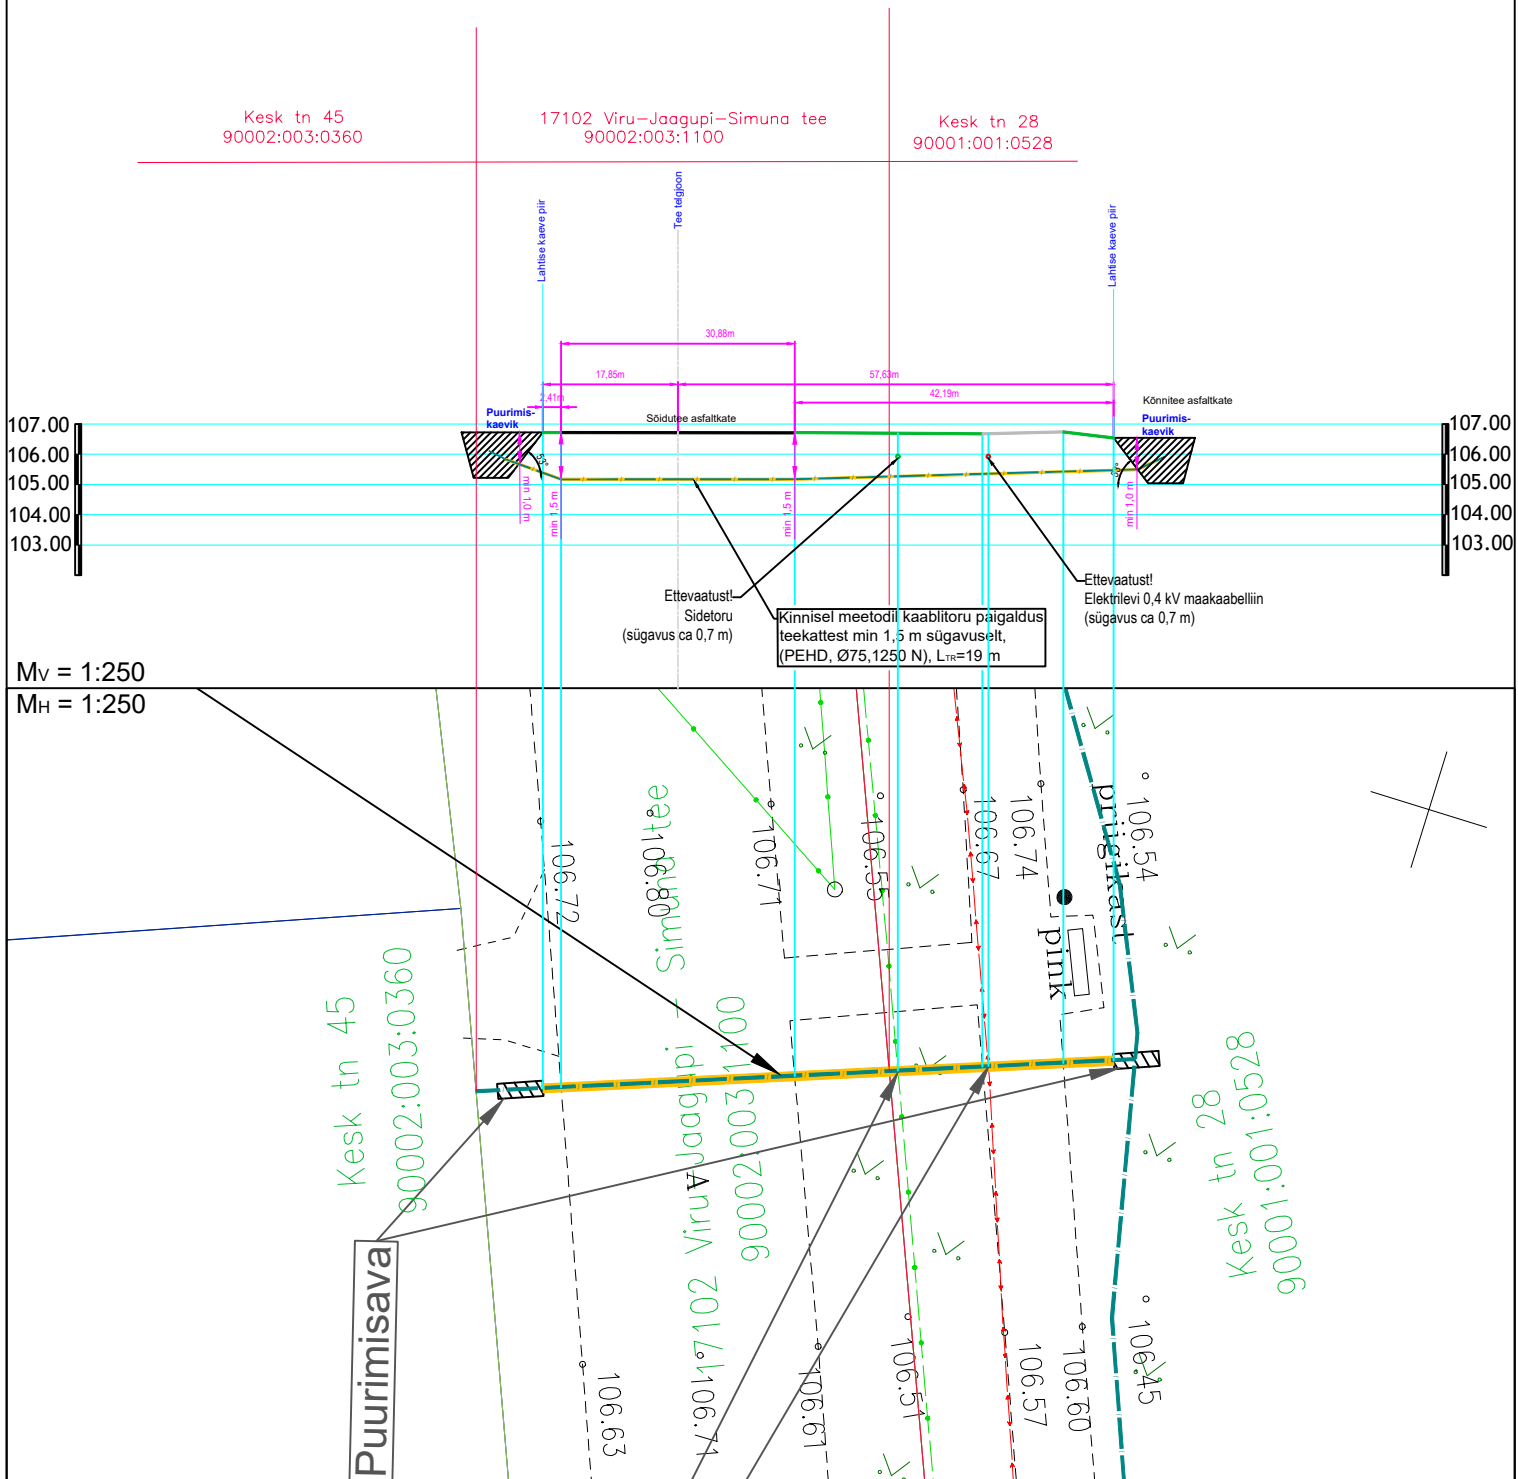 Kesk tn 45
90002:003:0360
17102 Viru-Jaagupi-Simuna tee
90002:003:1100
Kesk tn 28
90001:001:0528
Lahtise kaeve piir
Tee telgjoon
Lahtise kaeve piir
30,88m
17,85m
57,63m
2,41m
42,19m
Sõidutee asfaltkate
Könnitee asfaltkate
Puurimis-
kaevik
Puurimis-
kaevik
107.00
106.00
105.00
104.00
103.00
107.00
106.00
105.00
104.00
103.00
53°
min 1,0 m
min 1,5 m
min 1,5 m
min 1,0 m
Ettevaatust!
Sidetoru
(sügavus ca 0,7 m)
Kinnisel meetodil kaablitoru paigaldus
teekattest min 1,5 m sügavuselt,
(PEHD, Ø75,1250 N), LTR=19 m
Ettevaatust!
Elektrilevi 0,4 kV maakaabelliin
(sügavus ca 0,7 m)
MV = 1:250
MH = 1:250
106.72
106.80
106.71
106.55
106.67
106.74
106.54
prügikast
pink
Kesk tn 45
90002:003:0360
17102 Viru-Jaagupi - Simuna tee
90002:003:1100
A
Kesk tn 28
90001:001:0528
Puurimisava
106.63
106.71
106.61
106.51
106.57
106.60
106.45